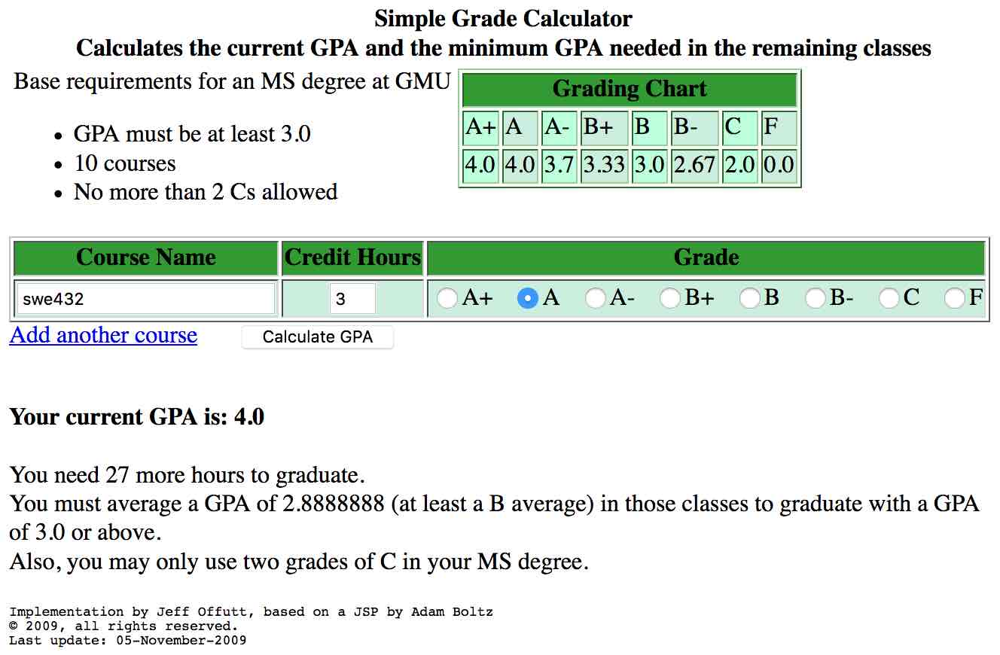 Simple Grade Calculator
Calculates the current GPA and the minimum GPA needed in the remaining classes
Base requirements for an MS degree at GMU
• GPA must be at least 3.0
• 10 courses
• No more than 2 Cs allowed
Grading Chart
A+ A A- B+ B B- C F
4.0 4.0 3.7 3.33 3.0 2.67 2.0 0.0
Course Name Credit Hours Grade
swe432 3 A+ A A- B+ B B- C F
Add another course Calculate GPA
Your current GPA is: 4.0
You need 27 more hours to graduate.
You must average a GPA of 2.8888888 (at least a B average) in those classes to graduate with a GPA
of 3.0 or above.
Also, you may only use two grades of C in your MS degree.
Implementation by Jeff Offutt, based on a JSP by Adam Boltz
© 2009, all rights reserved.
Last update: 05-November-2009